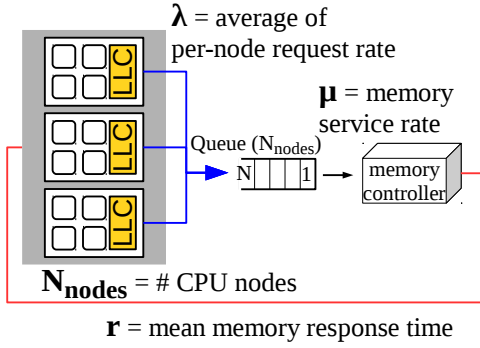 λ = average of
per-node request rate
LLC
LLC
LLC
μ = memory
service rate
Queue (Nnodes)
N 1
memory
controller
Nnodes = # CPU nodes
r = mean memory response time